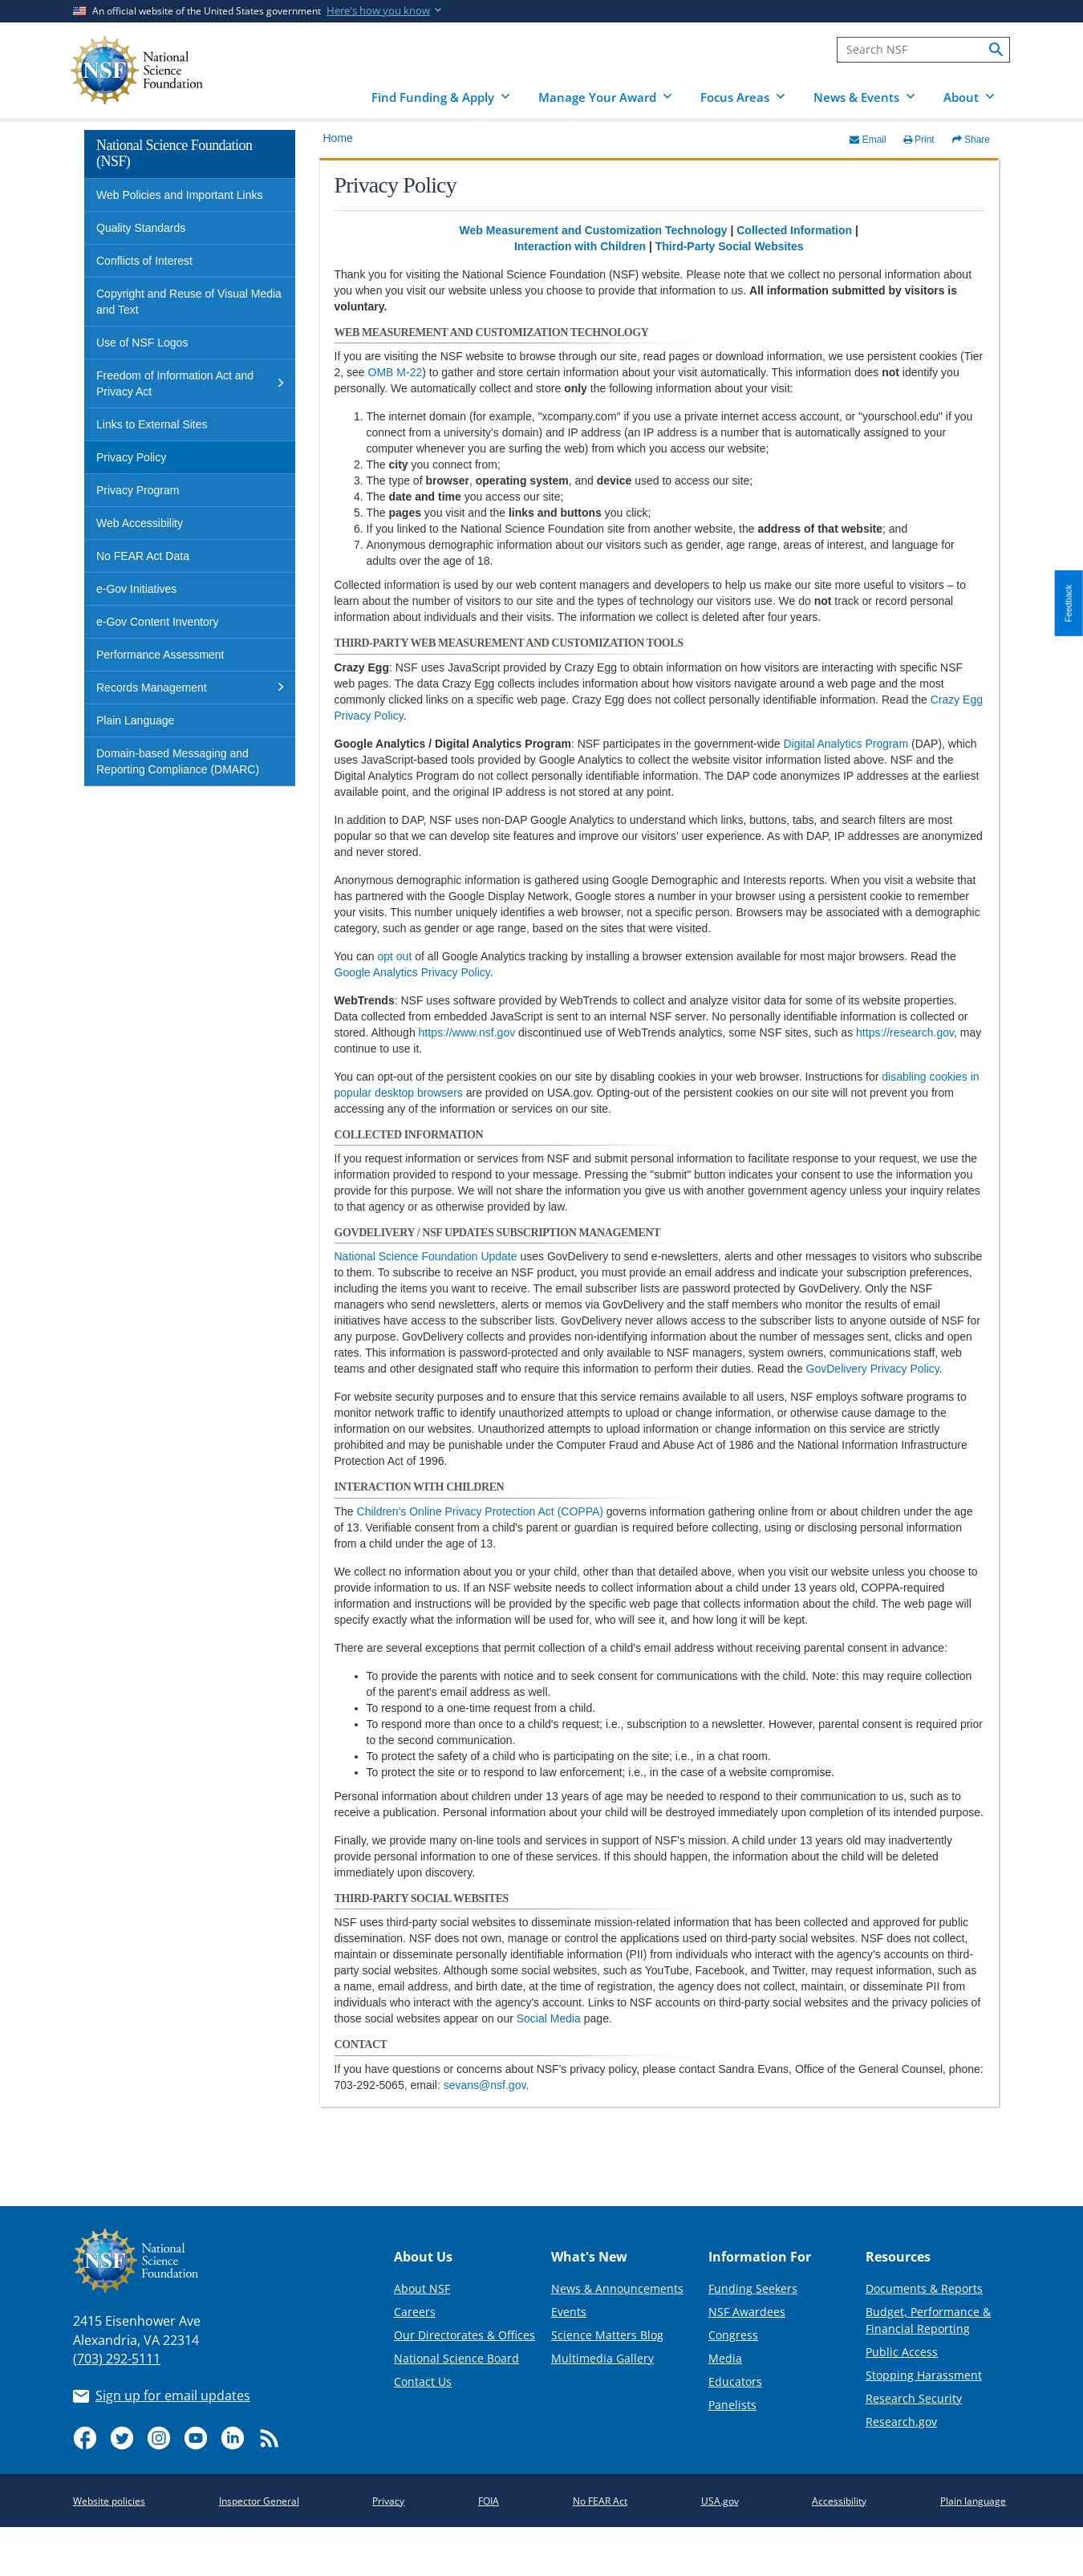 An official website of the United States government Here's how you know
NSF National
Science
Foundation
Search NSF
Find Funding & Apply Manage Your Award Focus Areas News & Events About
National Science Foundation
(NSF)
Web Policies and Important Links
Quality Standards
Conflicts of Interest
Copyright and Reuse of Visual Media
and Text
Use of NSF Logos
Freedom of Information Act and
Privacy Act
Links to External Sites
Privacy Policy
Privacy Program
Web Accessibility
No FEAR Act Data
e-Gov Initiatives
e-Gov Content Inventory
Performance Assessment
Records Management
Plain Language
Domain-based Messaging and
Reporting Compliance (DMARC)
Home
Email Print Share
Privacy Policy
Web Measurement and Customization Technology | Collected Information |
Interaction with Children | Third-Party Social Websites
Thank you for visiting the National Science Foundation (NSF) website. Please note that we collect no personal information about
you when you visit our website unless you choose to provide that information to us. All information submitted by visitors is
voluntary.
WEB MEASUREMENT AND CUSTOMIZATION TECHNOLOGY
If you are visiting the NSF website to browse through our site, read pages or download information, we use persistent cookies (Tier
2, see OMB M-22) to gather and store certain information about your visit automatically. This information does not identify you
personally. We automatically collect and store only the following information about your visit:
1. The internet domain (for example, "xcompany.com" if you use a private internet access account, or "yourschool.edu" if you
connect from a university's domain) and IP address (an IP address is a number that is automatically assigned to your
computer whenever you are surfing the web) from which you access our website;
2. The city you connect from;
3. The type of browser, operating system, and device used to access our site;
4. The date and time you access our site;
5. The pages you visit and the links and buttons you click;
6. If you linked to the National Science Foundation site from another website, the address of that website; and
7. Anonymous demographic information about our visitors such as gender, age range, areas of interest, and language for
adults over the age of 18.
Collected information is used by our web content managers and developers to help us make our site more useful to visitors – to
learn about the number of visitors to our site and the types of technology our visitors use. We do not track or record personal
information about individuals and their visits. The information we collect is deleted after four years.
THIRD-PARTY WEB MEASUREMENT AND CUSTOMIZATION TOOLS
Crazy Egg: NSF uses JavaScript provided by Crazy Egg to obtain information on how visitors are interacting with specific NSF
web pages. The data Crazy Egg collects includes information about how visitors navigate around a web page and the most
commonly clicked links on a specific web page. Crazy Egg does not collect personally identifiable information. Read the Crazy Egg
Privacy Policy.
Google Analytics / Digital Analytics Program: NSF participates in the government-wide Digital Analytics Program (DAP), which
uses JavaScript-based tools provided by Google Analytics to collect the website visitor information listed above. NSF and the
Digital Analytics Program do not collect personally identifiable information. The DAP code anonymizes IP addresses at the earliest
available point, and the original IP address is not stored at any point.
In addition to DAP, NSF uses non-DAP Google Analytics to understand which links, buttons, tabs, and search filters are most
popular so that we can develop site features and improve our visitors' user experience. As with DAP, IP addresses are anonymized
and never stored.
Anonymous demographic information is gathered using Google Demographic and Interests reports. When you visit a website that
has partnered with the Google Display Network, Google stores a number in your browser using a persistent cookie to remember
your visits. This number uniquely identifies a web browser, not a specific person. Browsers may be associated with a demographic
category, such as gender or age range, based on the sites that were visited.
You can opt out of all Google Analytics tracking by installing a browser extension available for most major browsers. Read the
Google Analytics Privacy Policy.
WebTrends: NSF uses software provided by WebTrends to collect and analyze visitor data for some of its website properties.
Data collected from embedded JavaScript is sent to an internal NSF server. No personally identifiable information is collected or
stored. Although https://www.nsf.gov discontinued use of WebTrends analytics, some NSF sites, such as https://research.gov, may
continue to use it.
You can opt-out of the persistent cookies on our site by disabling cookies in your web browser. Instructions for disabling cookies in
popular desktop browsers are provided on USA.gov. Opting-out of the persistent cookies on our site will not prevent you from
accessing any of the information or services on our site.
COLLECTED INFORMATION
If you request information or services from NSF and submit personal information to facilitate response to your request, we use the
information provided to respond to your message. Pressing the "submit" button indicates your consent to use the information you
provide for this purpose. We will not share the information you give us with another government agency unless your inquiry relates
to that agency or as otherwise provided by law.
GOVDELIVERY / NSF UPDATES SUBSCRIPTION MANAGEMENT
National Science Foundation Update uses GovDelivery to send e-newsletters, alerts and other messages to visitors who subscribe
to them. To subscribe to receive an NSF product, you must provide an email address and indicate your subscription preferences,
including the items you want to receive. The email subscriber lists are password protected by GovDelivery. Only the NSF
managers who send newsletters, alerts or memos via GovDelivery and the staff members who monitor the results of email
initiatives have access to the subscriber lists. GovDelivery never allows access to the subscriber lists to anyone outside of NSF for
any purpose. GovDelivery collects and provides non-identifying information about the number of messages sent, clicks and open
rates. This information is password-protected and only available to NSF managers, system owners, communications staff, web
teams and other designated staff who require this information to perform their duties. Read the GovDelivery Privacy Policy.
For website security purposes and to ensure that this service remains available to all users, NSF employs software programs to
monitor network traffic to identify unauthorized attempts to upload or change information, or otherwise cause damage to the
information on our websites. Unauthorized attempts to upload information or change information on this service are strictly
prohibited and may be punishable under the Computer Fraud and Abuse Act of 1986 and the National Information Infrastructure
Protection Act of 1996.
INTERACTION WITH CHILDREN
The Children's Online Privacy Protection Act (COPPA) governs information gathering online from or about children under the age
of 13. Verifiable consent from a child's parent or guardian is required before collecting, using or disclosing personal information
from a child under the age of 13.
We collect no information about you or your child, other than that detailed above, when you visit our website unless you choose to
provide information to us. If an NSF website needs to collect information about a child under 13 years old, COPPA-required
information and instructions will be provided by the specific web page that collects information about the child. The web page will
specify exactly what the information will be used for, who will see it, and how long it will be kept.
There are several exceptions that permit collection of a child's email address without receiving parental consent in advance:
• To provide the parents with notice and to seek consent for communications with the child. Note: this may require collection
of the parent's email address as well.
• To respond to a one-time request from a child.
• To respond more than once to a child's request; i.e., subscription to a newsletter. However, parental consent is required prior
to the second communication.
• To protect the safety of a child who is participating on the site; i.e., in a chat room.
• To protect the site or to respond to law enforcement; i.e., in the case of a website compromise.
Personal information about children under 13 years of age may be needed to respond to their communication to us, such as to
receive a publication. Personal information about your child will be destroyed immediately upon completion of its intended purpose.
Finally, we provide many on-line tools and services in support of NSF's mission. A child under 13 years old may inadvertently
provide personal information to one of these services. If this should happen, the information about the child will be deleted
immediately upon discovery.
THIRD-PARTY SOCIAL WEBSITES
NSF uses third-party social websites to disseminate mission-related information that has been collected and approved for public
dissemination. NSF does not own, manage or control the applications used on third-party social websites. NSF does not collect,
maintain or disseminate personally identifiable information (PII) from individuals who interact with the agency's accounts on third-
party social websites. Although some social websites, such as YouTube, Facebook, and Twitter, may request information, such as
a name, email address, and birth date, at the time of registration, the agency does not collect, maintain, or disseminate PII from
individuals who interact with the agency's account. Links to NSF accounts on third-party social websites and the privacy policies of
those social websites appear on our Social Media page.
CONTACT
If you have questions or concerns about NSF's privacy policy, please contact Sandra Evans, Office of the General Counsel, phone:
703-292-5065, email: sevans@nsf.gov.
Feedback
NSF National
Science
Foundation
2415 Eisenhower Ave
Alexandria, VA 22314
(703) 292-5111
Sign up for email updates
About Us
About NSF
Careers
Our Directorates & Offices
National Science Board
Contact Us
What's New
News & Announcements
Events
Science Matters Blog
Multimedia Gallery
Information For
Funding Seekers
NSF Awardees
Congress
Media
Educators
Panelists
Resources
Documents & Reports
Budget, Performance &
Financial Reporting
Public Access
Stopping Harassment
Research Security
Research.gov
Website policies Inspector General Privacy FOIA No FEAR Act USA.gov Accessibility Plain language